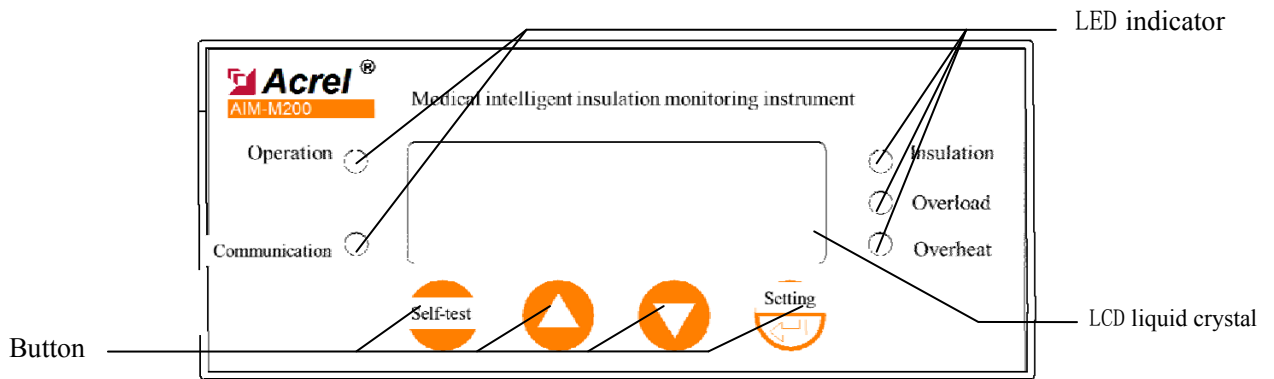 LED indicator
Acrel ®
AIM-M200
Medical intelligent insulation monitoring instrument
Operation
Insulation
Overload
Communication
Overheat
Self-test
Setting
LCD liquid crystal
Button